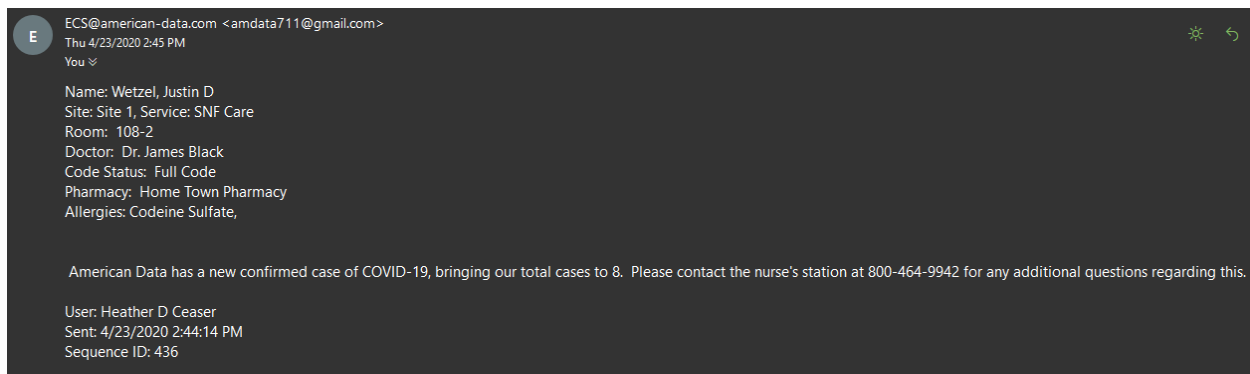 E
ECS@american-data.com <amdata711@gmail.com>
Thu 4/23/2020 2:45 PM
You
Name: Wetzel, Justin D
Site: Site 1, Service: SNF Care
Room:  108-2
Doctor:  Dr. James Black
Code Status:  Full Code
Pharmacy:  Home Town Pharmacy
Allergies: Codeine Sulfate,
American Data has a new confirmed case of COVID-19, bringing our total cases to 8.  Please contact the nurse's station at 800-464-9942 for any additional questions regarding this.
User: Heather D Ceaser
Sent: 4/23/2020 2:44:14 PM
Sequence ID: 436